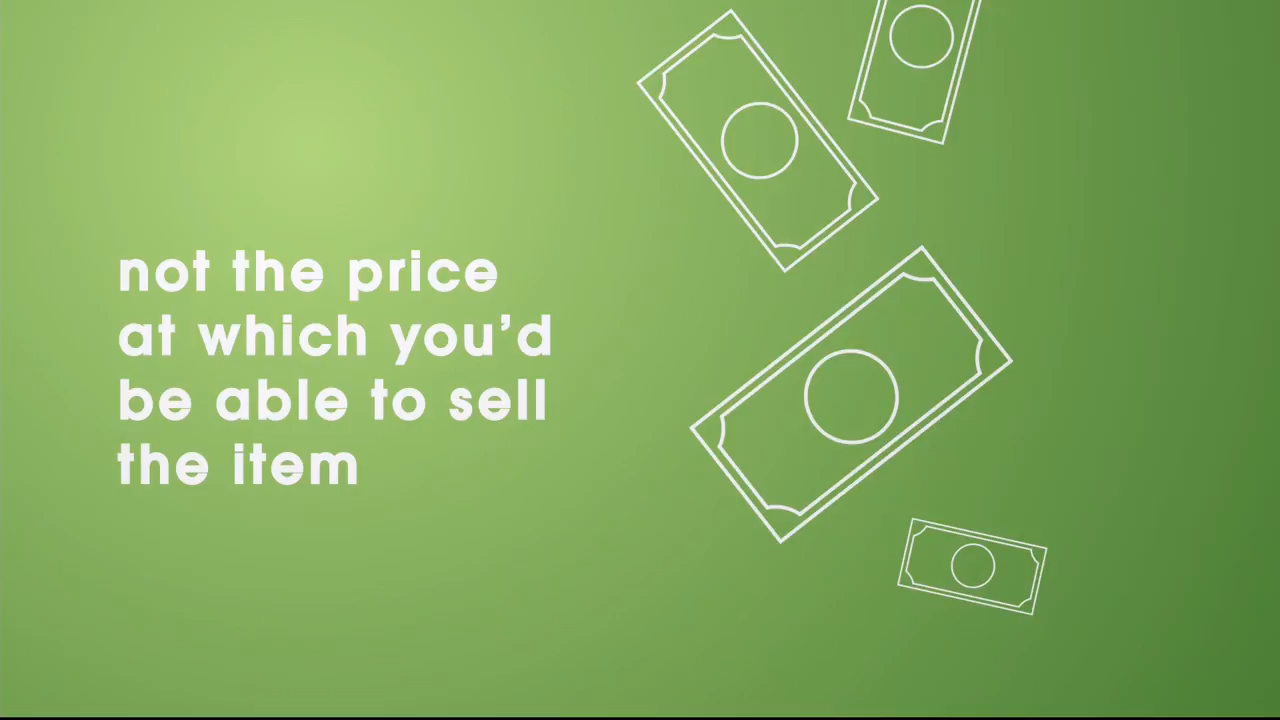 not the price
at which you’d
be able to sell
the item